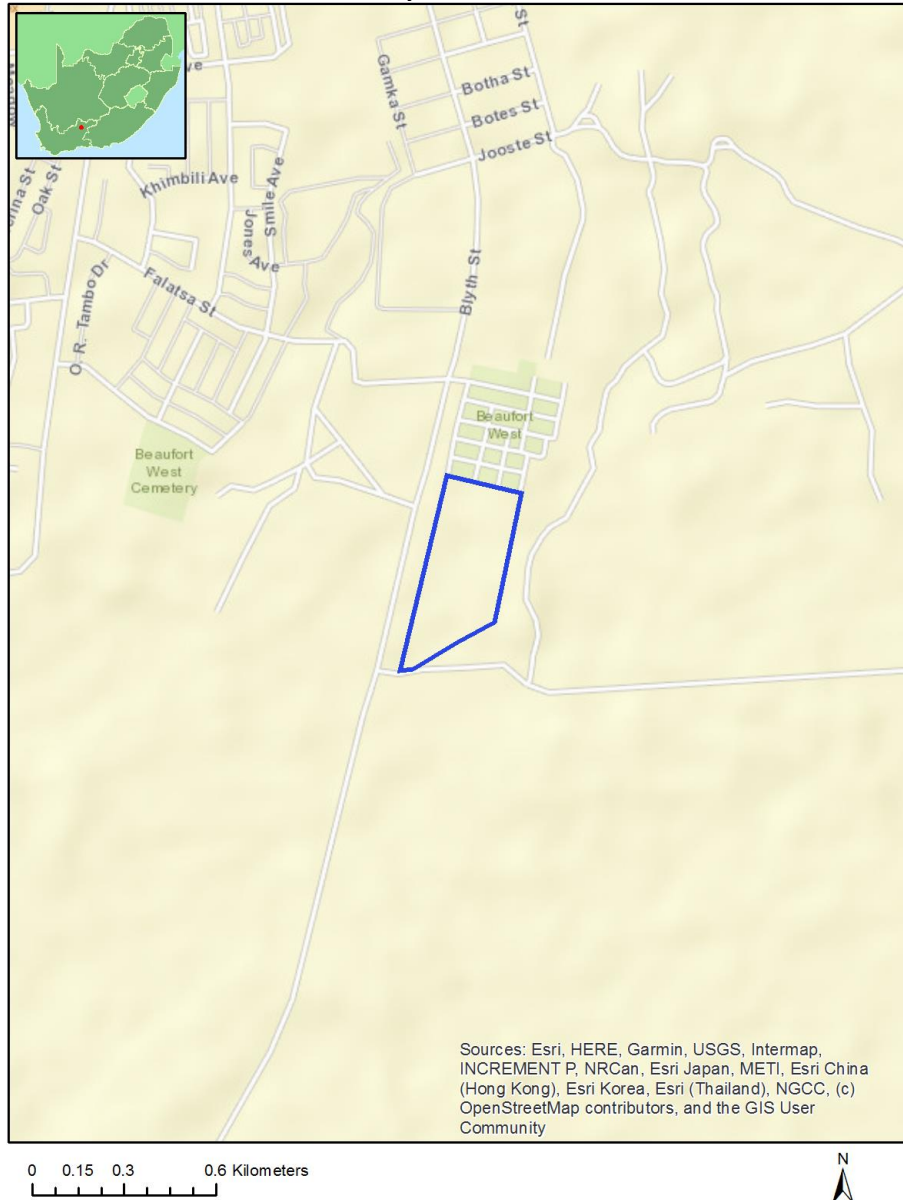 St
ve
Gamka St
Botha St
Botes St
Jooste St
Khimbili Ave
Smile Ave
Oak St
Jones
Ave
Blyth St
Falatsa St
O. R. Tambo Dr
Beaufort
West
Beaufort
West
Cemetery
Sources: Esri, HERE, Garmin, USGS, Intermap,
INCREMENT P, NRCan, Esri Japan, METI, Esri China
(Hong Kong), Esri Korea, Esri (Thailand), NGCC, (c)
OpenStreetMap contributors, and the GIS User
Community
0 0.15 0.3 0.6 Kilometers
N